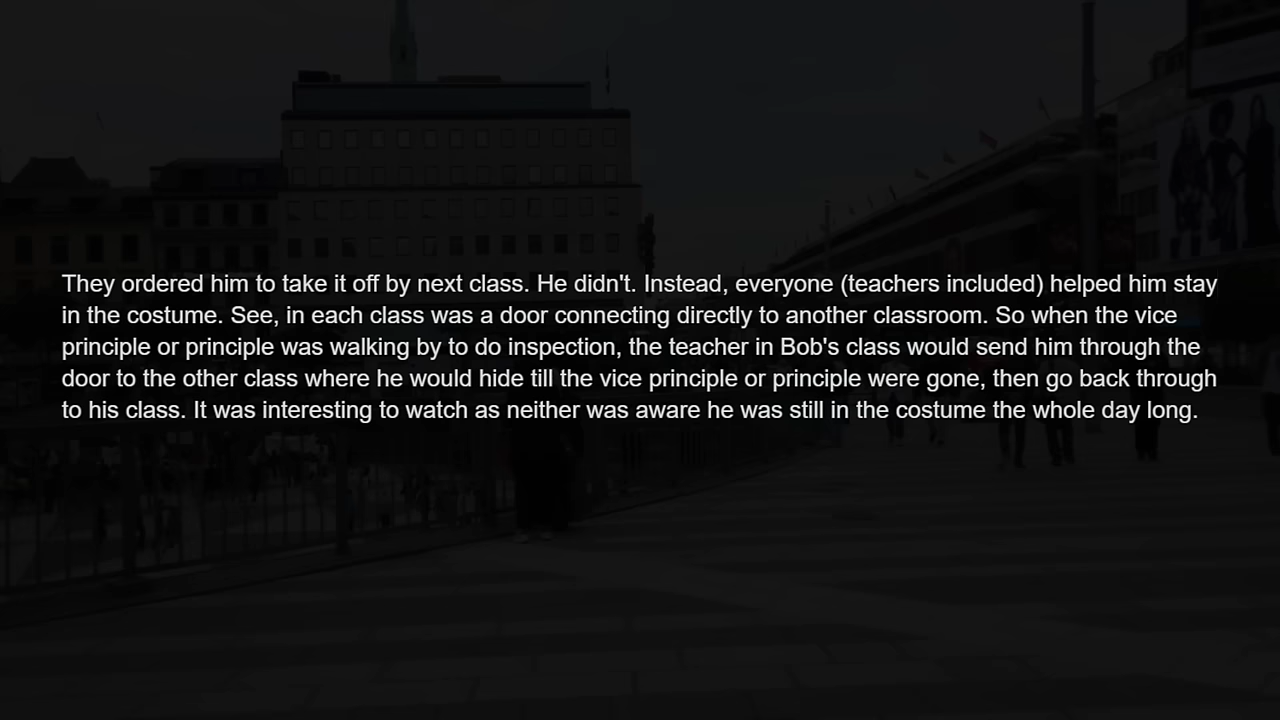 They ordered him to take it off by next class. He didn't. Instead, everyone (teachers included) helped him stay
in the costume. See, in each class was a door connecting directly to another classroom. So when the vice
principle or principle was walking by to do inspection, the teacher in Bob's class would send him through the
door to the other class where he would hide till the vice principle or principle were gone, then go back through
to his class. It was interesting to watch as neither was aware he was still in the costume the whole day long.